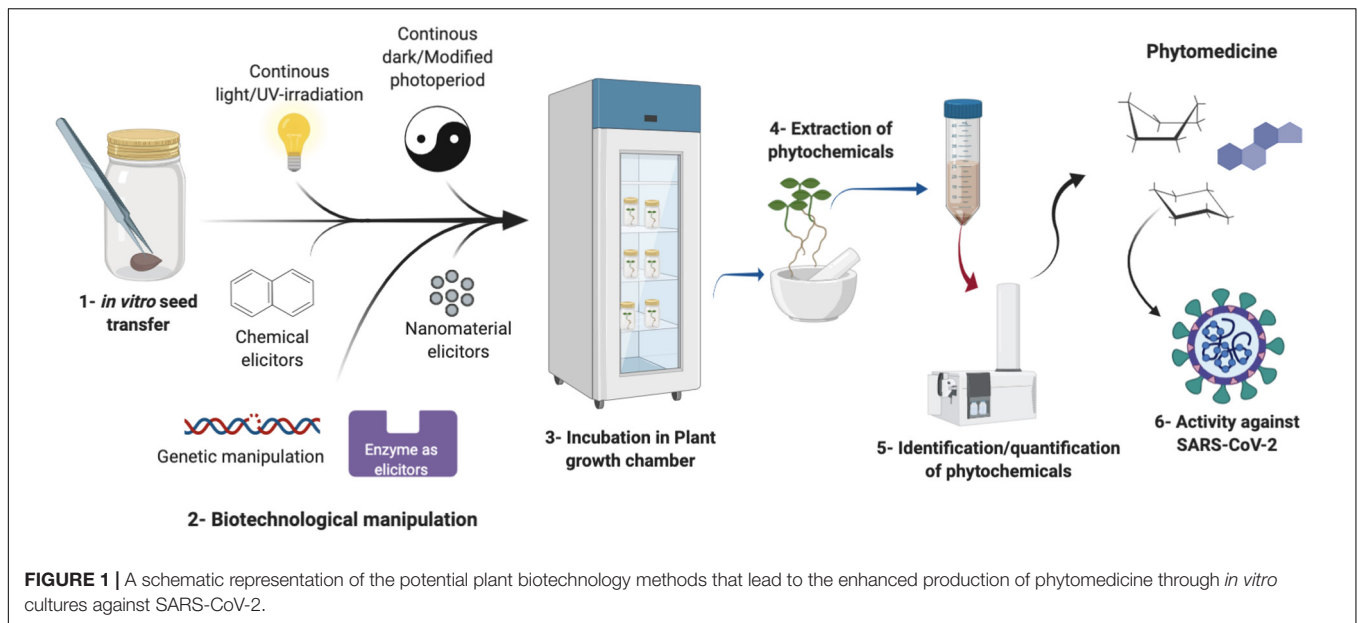 Continous
light/UV-irradiation
Continous
dark/Modified
photoperiod
1- in vitro seed
transfer
Chemical
elicitors
Nanomaterial
elicitors
Genetic manipulation
Enzyme as
elicitors
2- Biotechnological manipulation
3- Incubation in Plant
growth chamber
4- Extraction of
phytochemicals
5- Identification/quantification
of phytochemicals
Phytomedicine
6- Activity against
SARS-CoV-2
FIGURE 1 | A schematic representation of the potential plant biotechnology methods that lead to the enhanced production of phytomedicine through in vitro
cultures against SARS-CoV-2.